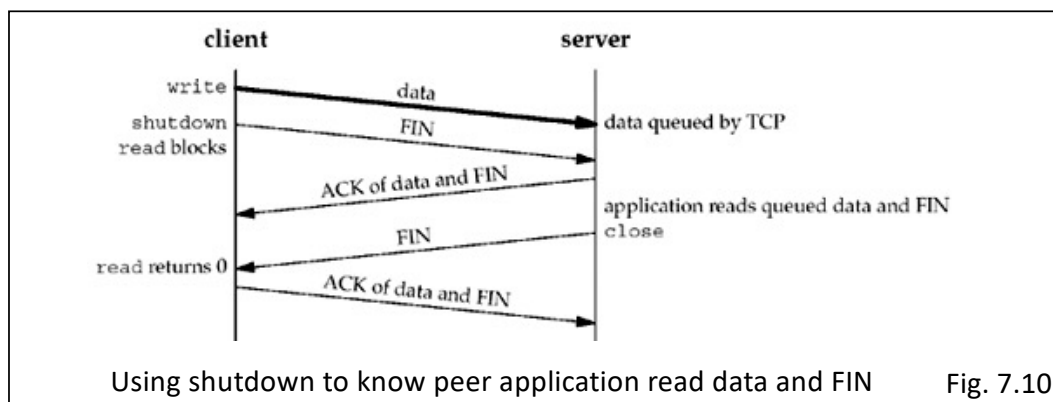 client server
write
data
data queued by TCP
shutdown
FIN
read blocks
ACK of data and FIN
application reads queued data and FIN
close
FIN
read returns 0
ACK of data and FIN
Using shutdown to know peer application read data and FIN Fig. 7.10